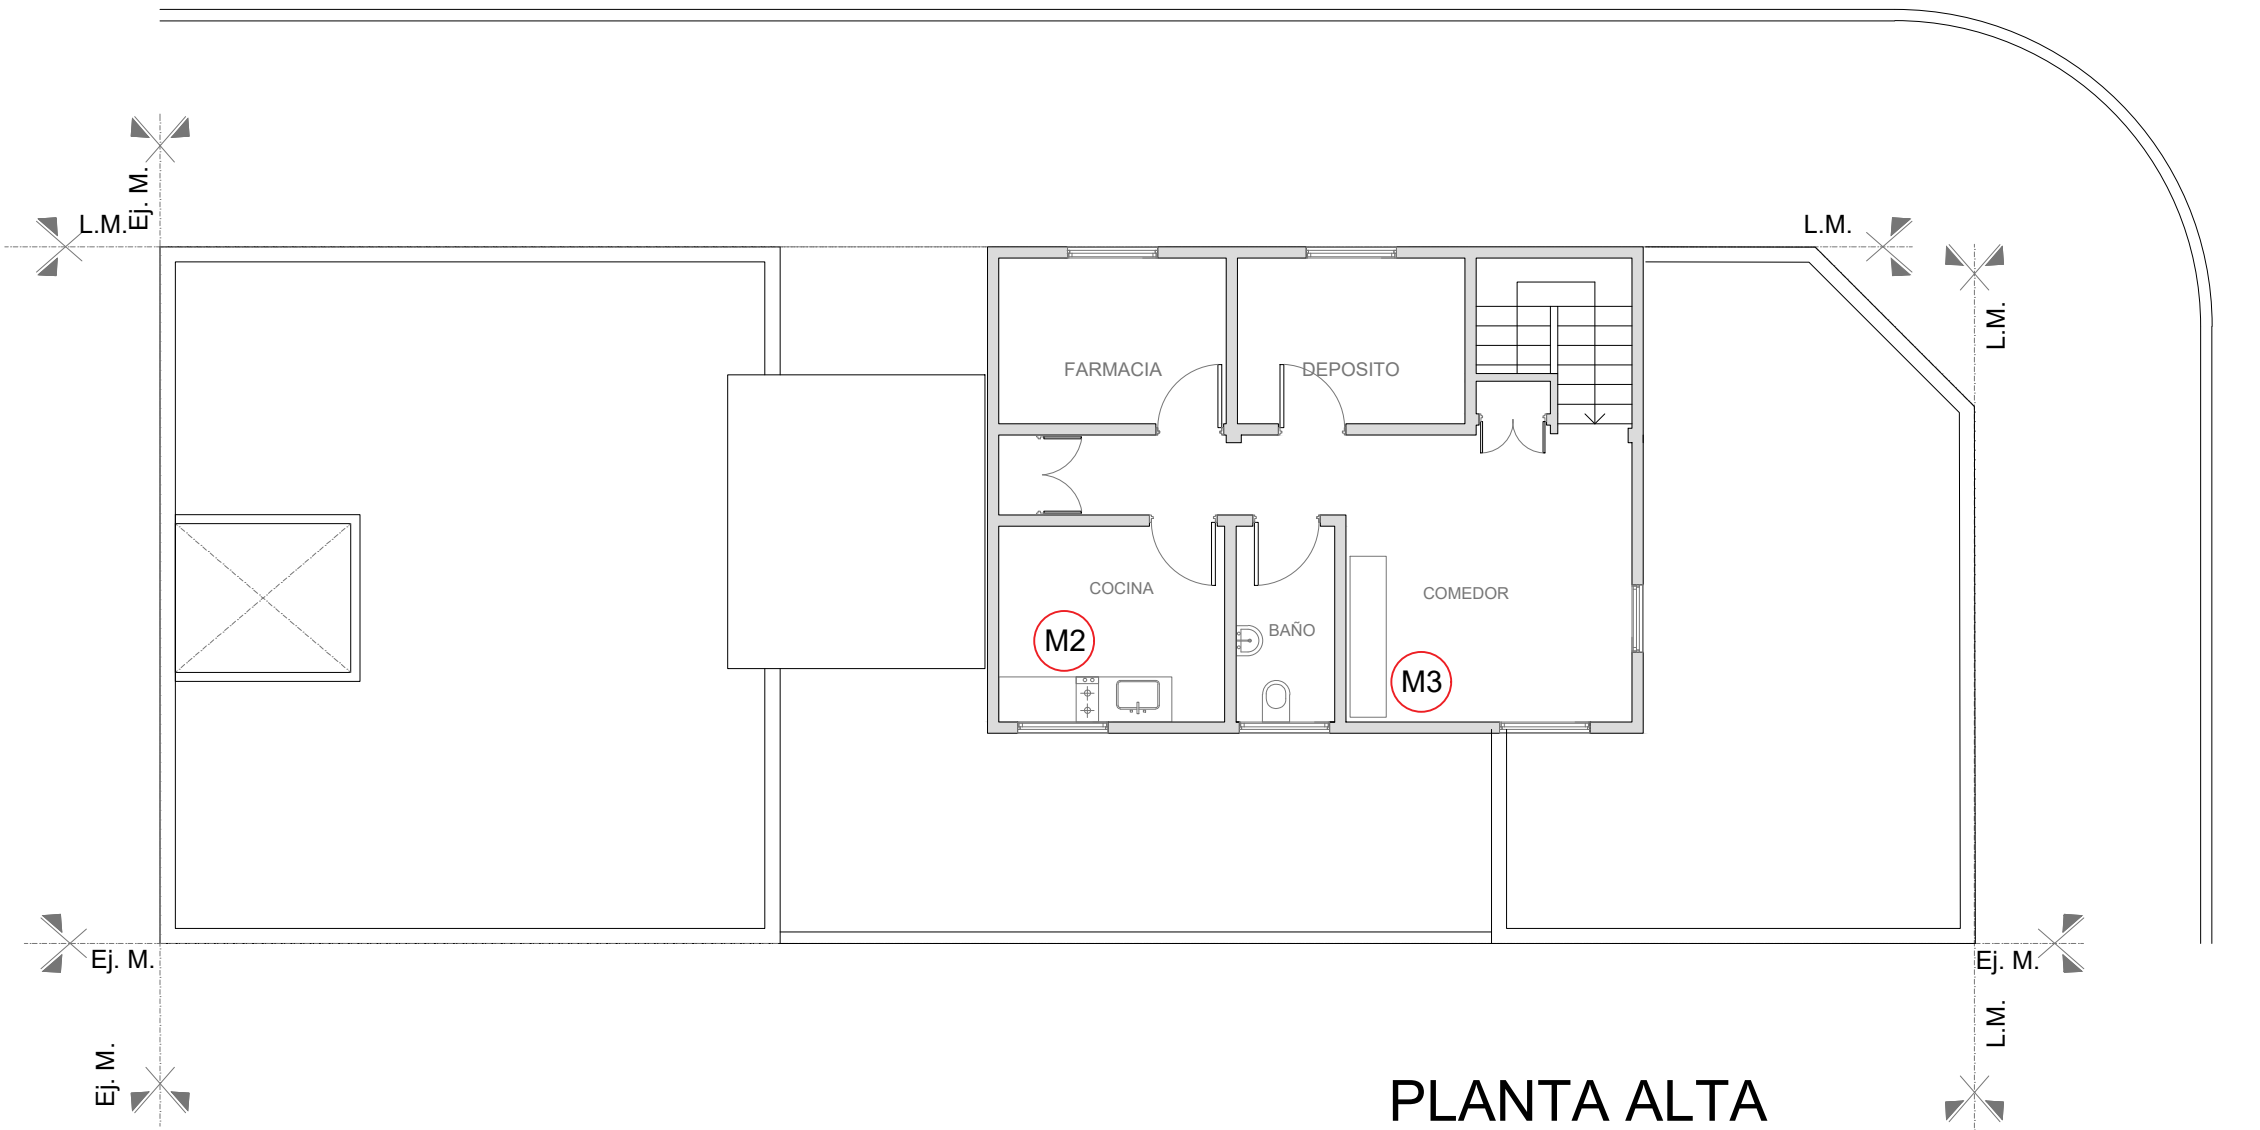 Ej. M.
L.M.
L.M.
L.M.
FARMACIA
DEPOSITO
COCINA
COMEDOR
BAÑO
M2
M3
Ej. M.
Ej. M.
L.M.
Ej. M.
PLANTA ALTA